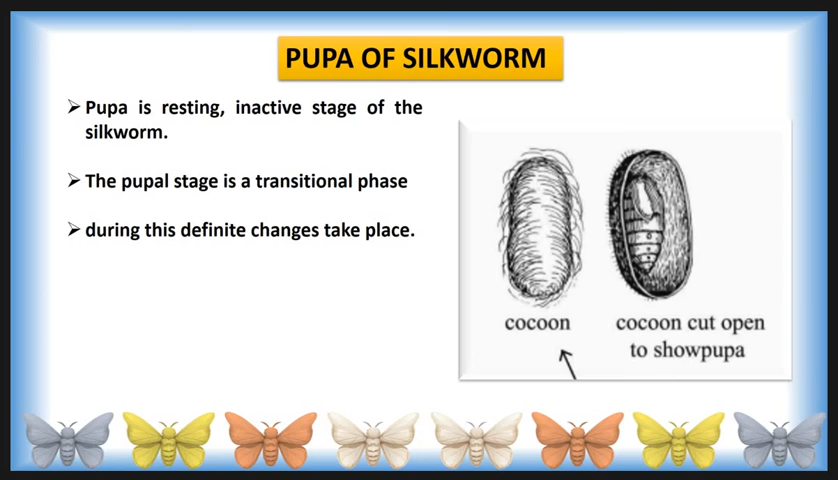 PUPA OF SILKWORM
➢ Pupa is resting, inactive stage of the
silkworm.
➢ The pupal stage is a transitional phase
➢ during this definite changes take place.
cocoon
cocoon cut open
to showpupa